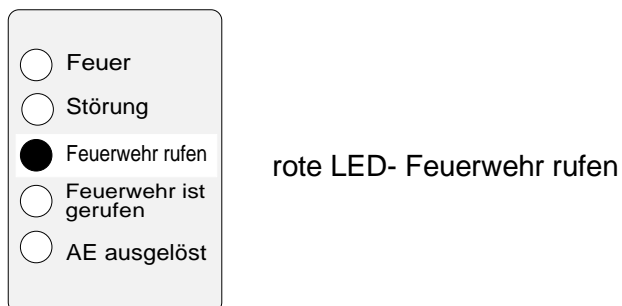 Feuer
Störung
Feuerwehr rufen
Feuerwehr ist
gerufen
AE ausgelöst
rote LED- Feuerwehr rufen